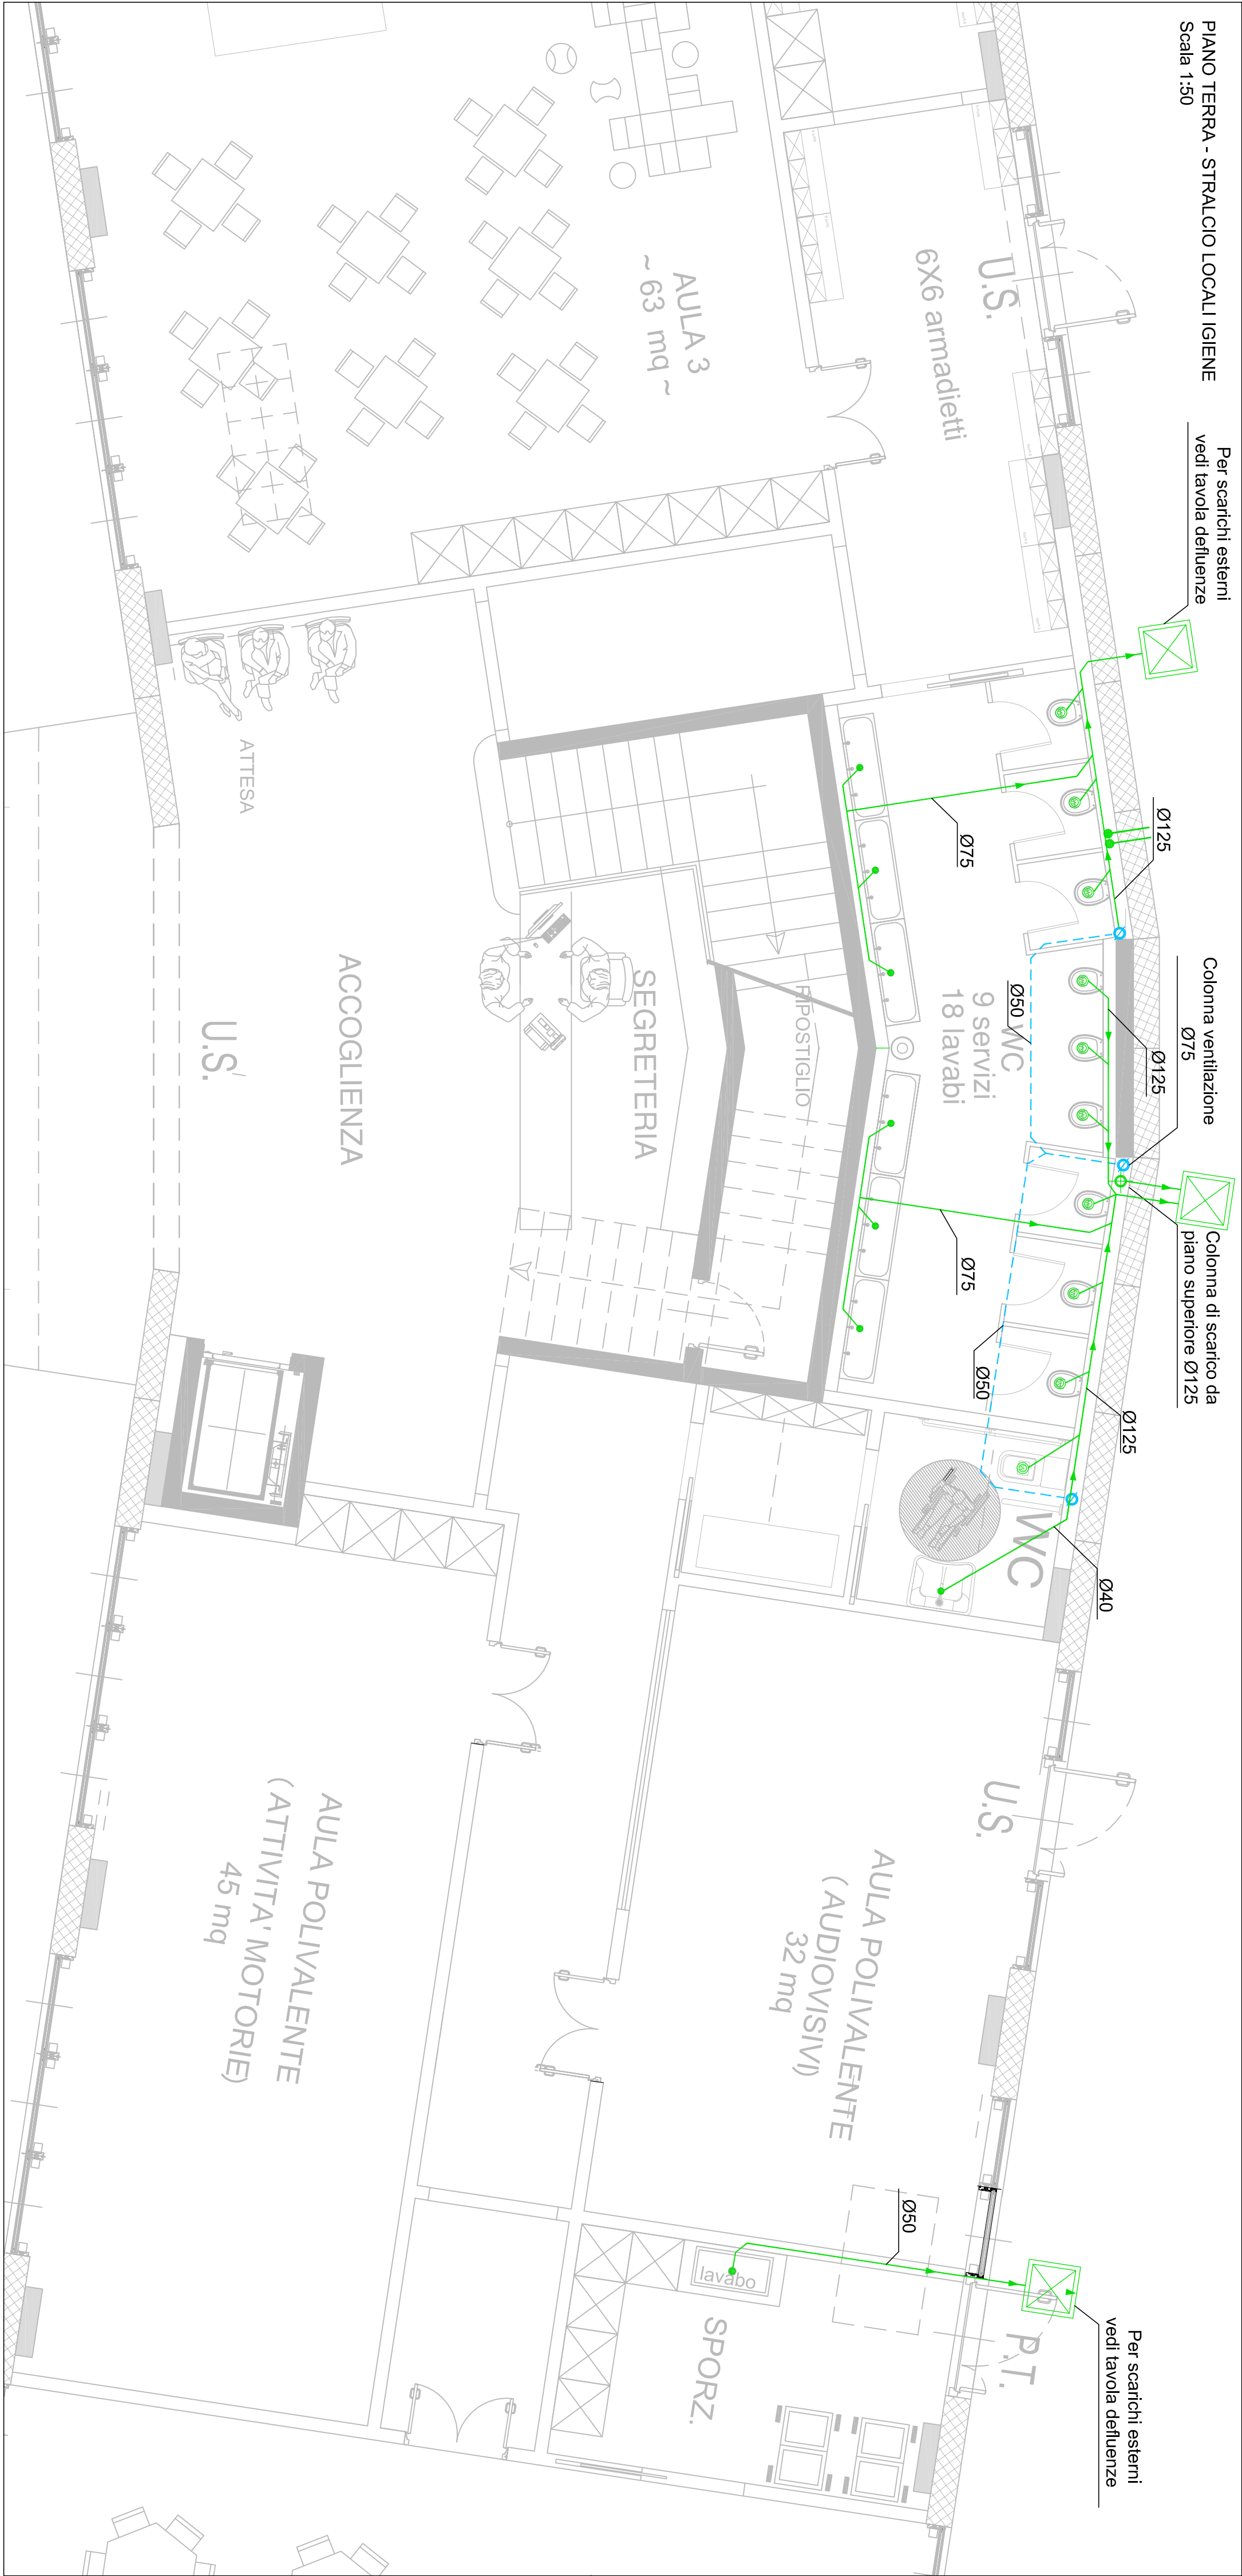 PIANO TERRA - STRALCIO LOCALI IGIENE
Scala 1:50
Per scarichi esterni
vedi tavola defluenze
U.S.
6X6 armadietti
AULA 3
~ 63 mq ~
ATTESA
Ø125
Ø75
Colonna ventilazione
Ø75
Ø50
Ø125
WC
9 servizi
18 lavabi
RIPOSTIGLIO
SEGRETERIA
ACCOGLIENZA
U.S.
Colonna di scarico da
piano superiore Ø125
Ø75
Ø50
Ø125
WC
Ø40
U.S.
AULA POLIVALENTE
( AUDIOVISIVI)
32 mq
AULA POLIVALENTE
( ATTIVITA' MOTORIE)
45 mq
Ø50
lavabo
SPORZ.
P.T.
Per scarichi esterni
vedi tavola defluenze